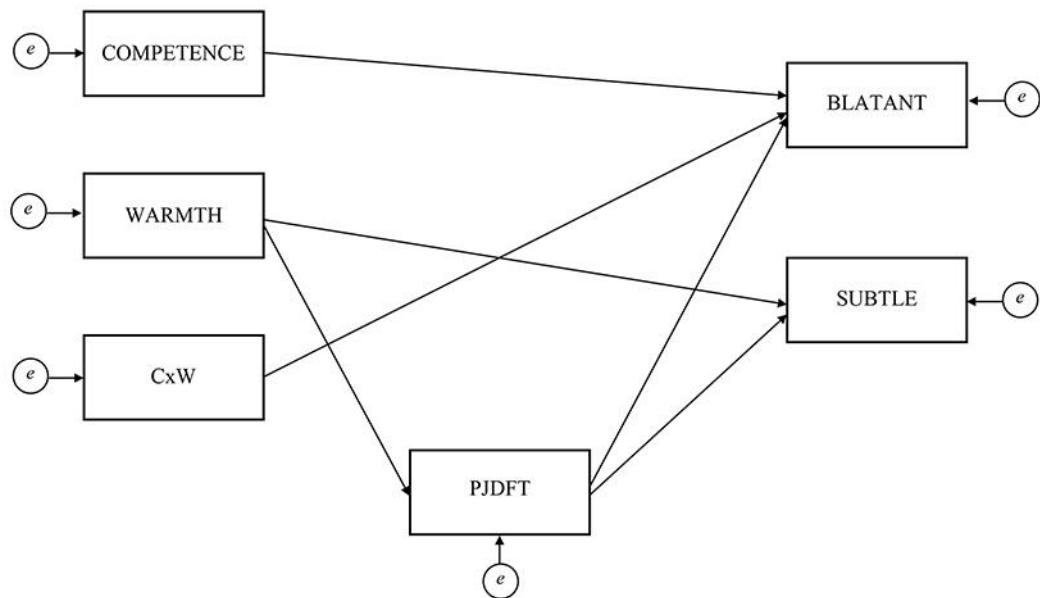 e
COMPETENCE
BLATANT
e
e
WARMTH
SUBTLE
e
e
CxW
PJDFT
e